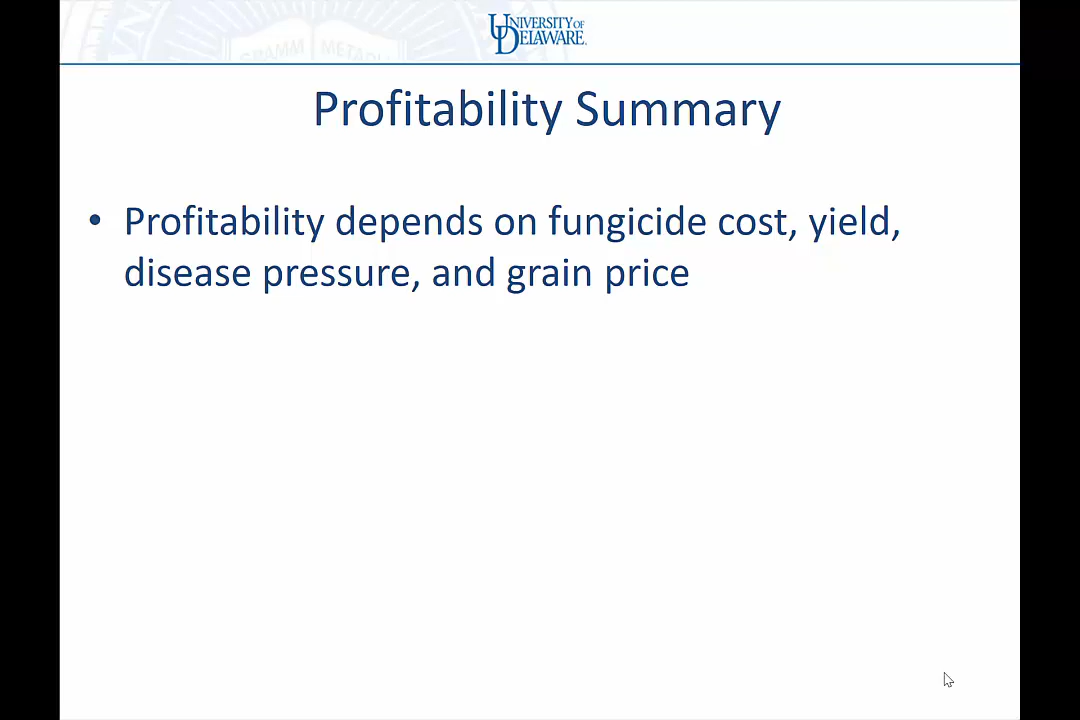 UNIVERSITY OF
DELAWARE.
Profitability Summary
• Profitability depends on fungicide cost, yield,
disease pressure, and grain price